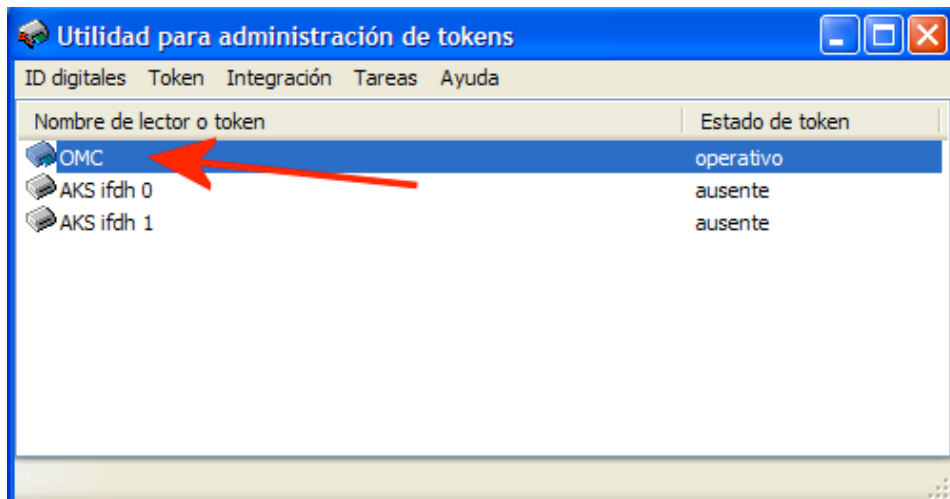 Utilidad para administración de tokens
ID digitales Token Integración Tareas Ayuda
Nombre de lector o token Estado de token
OMC operativo
AKS ifdh 0 ausente
AKS ifdh 1 ausente